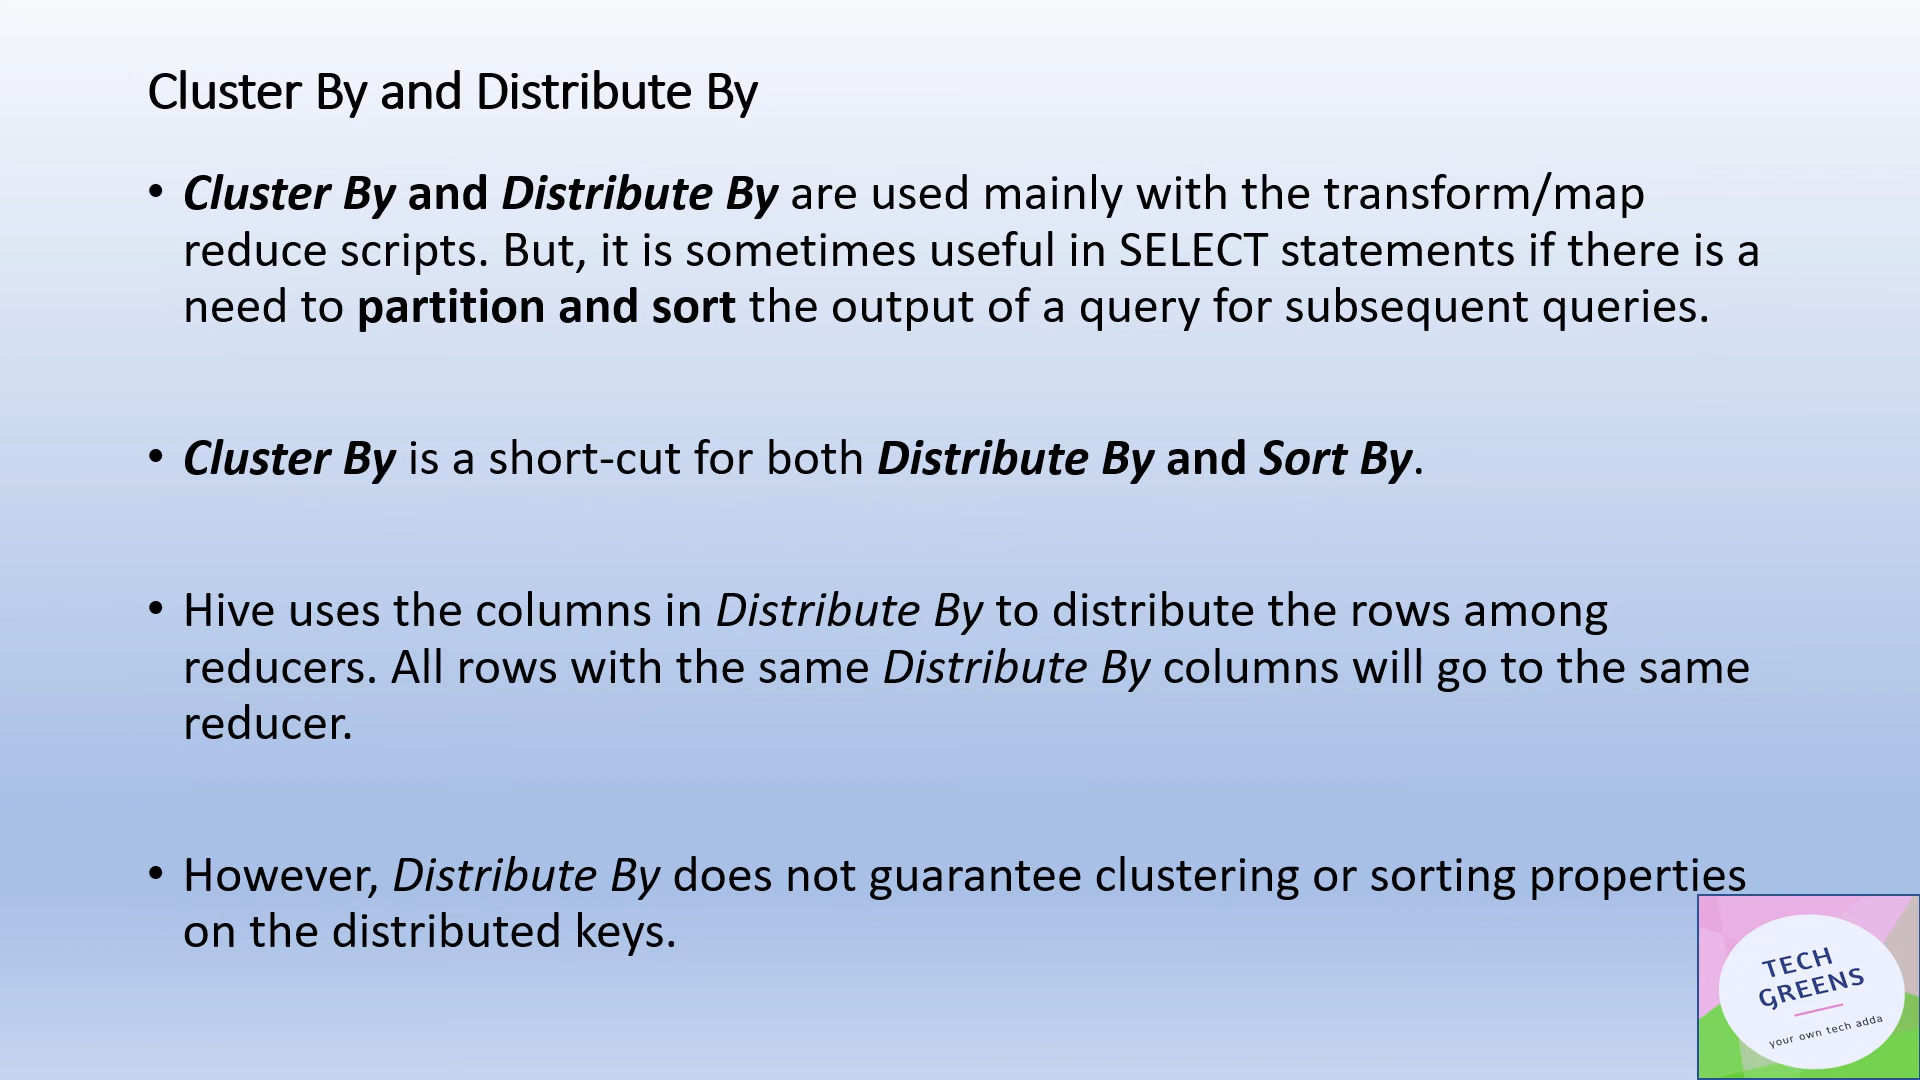 Cluster By and Distribute By
• Cluster By and Distribute By are used mainly with the transform/map
reduce scripts. But, it is sometimes useful in SELECT statements if there is a
need to partition and sort the output of a query for subsequent queries.
• Cluster By is a short-cut for both Distribute By and Sort By.
• Hive uses the columns in Distribute By to distribute the rows among
reducers. All rows with the same Distribute By columns will go to the same
reducer.
• However, Distribute By does not guarantee clustering or sorting properties
on the distributed keys.
TECH
GREENS
your own tech adda